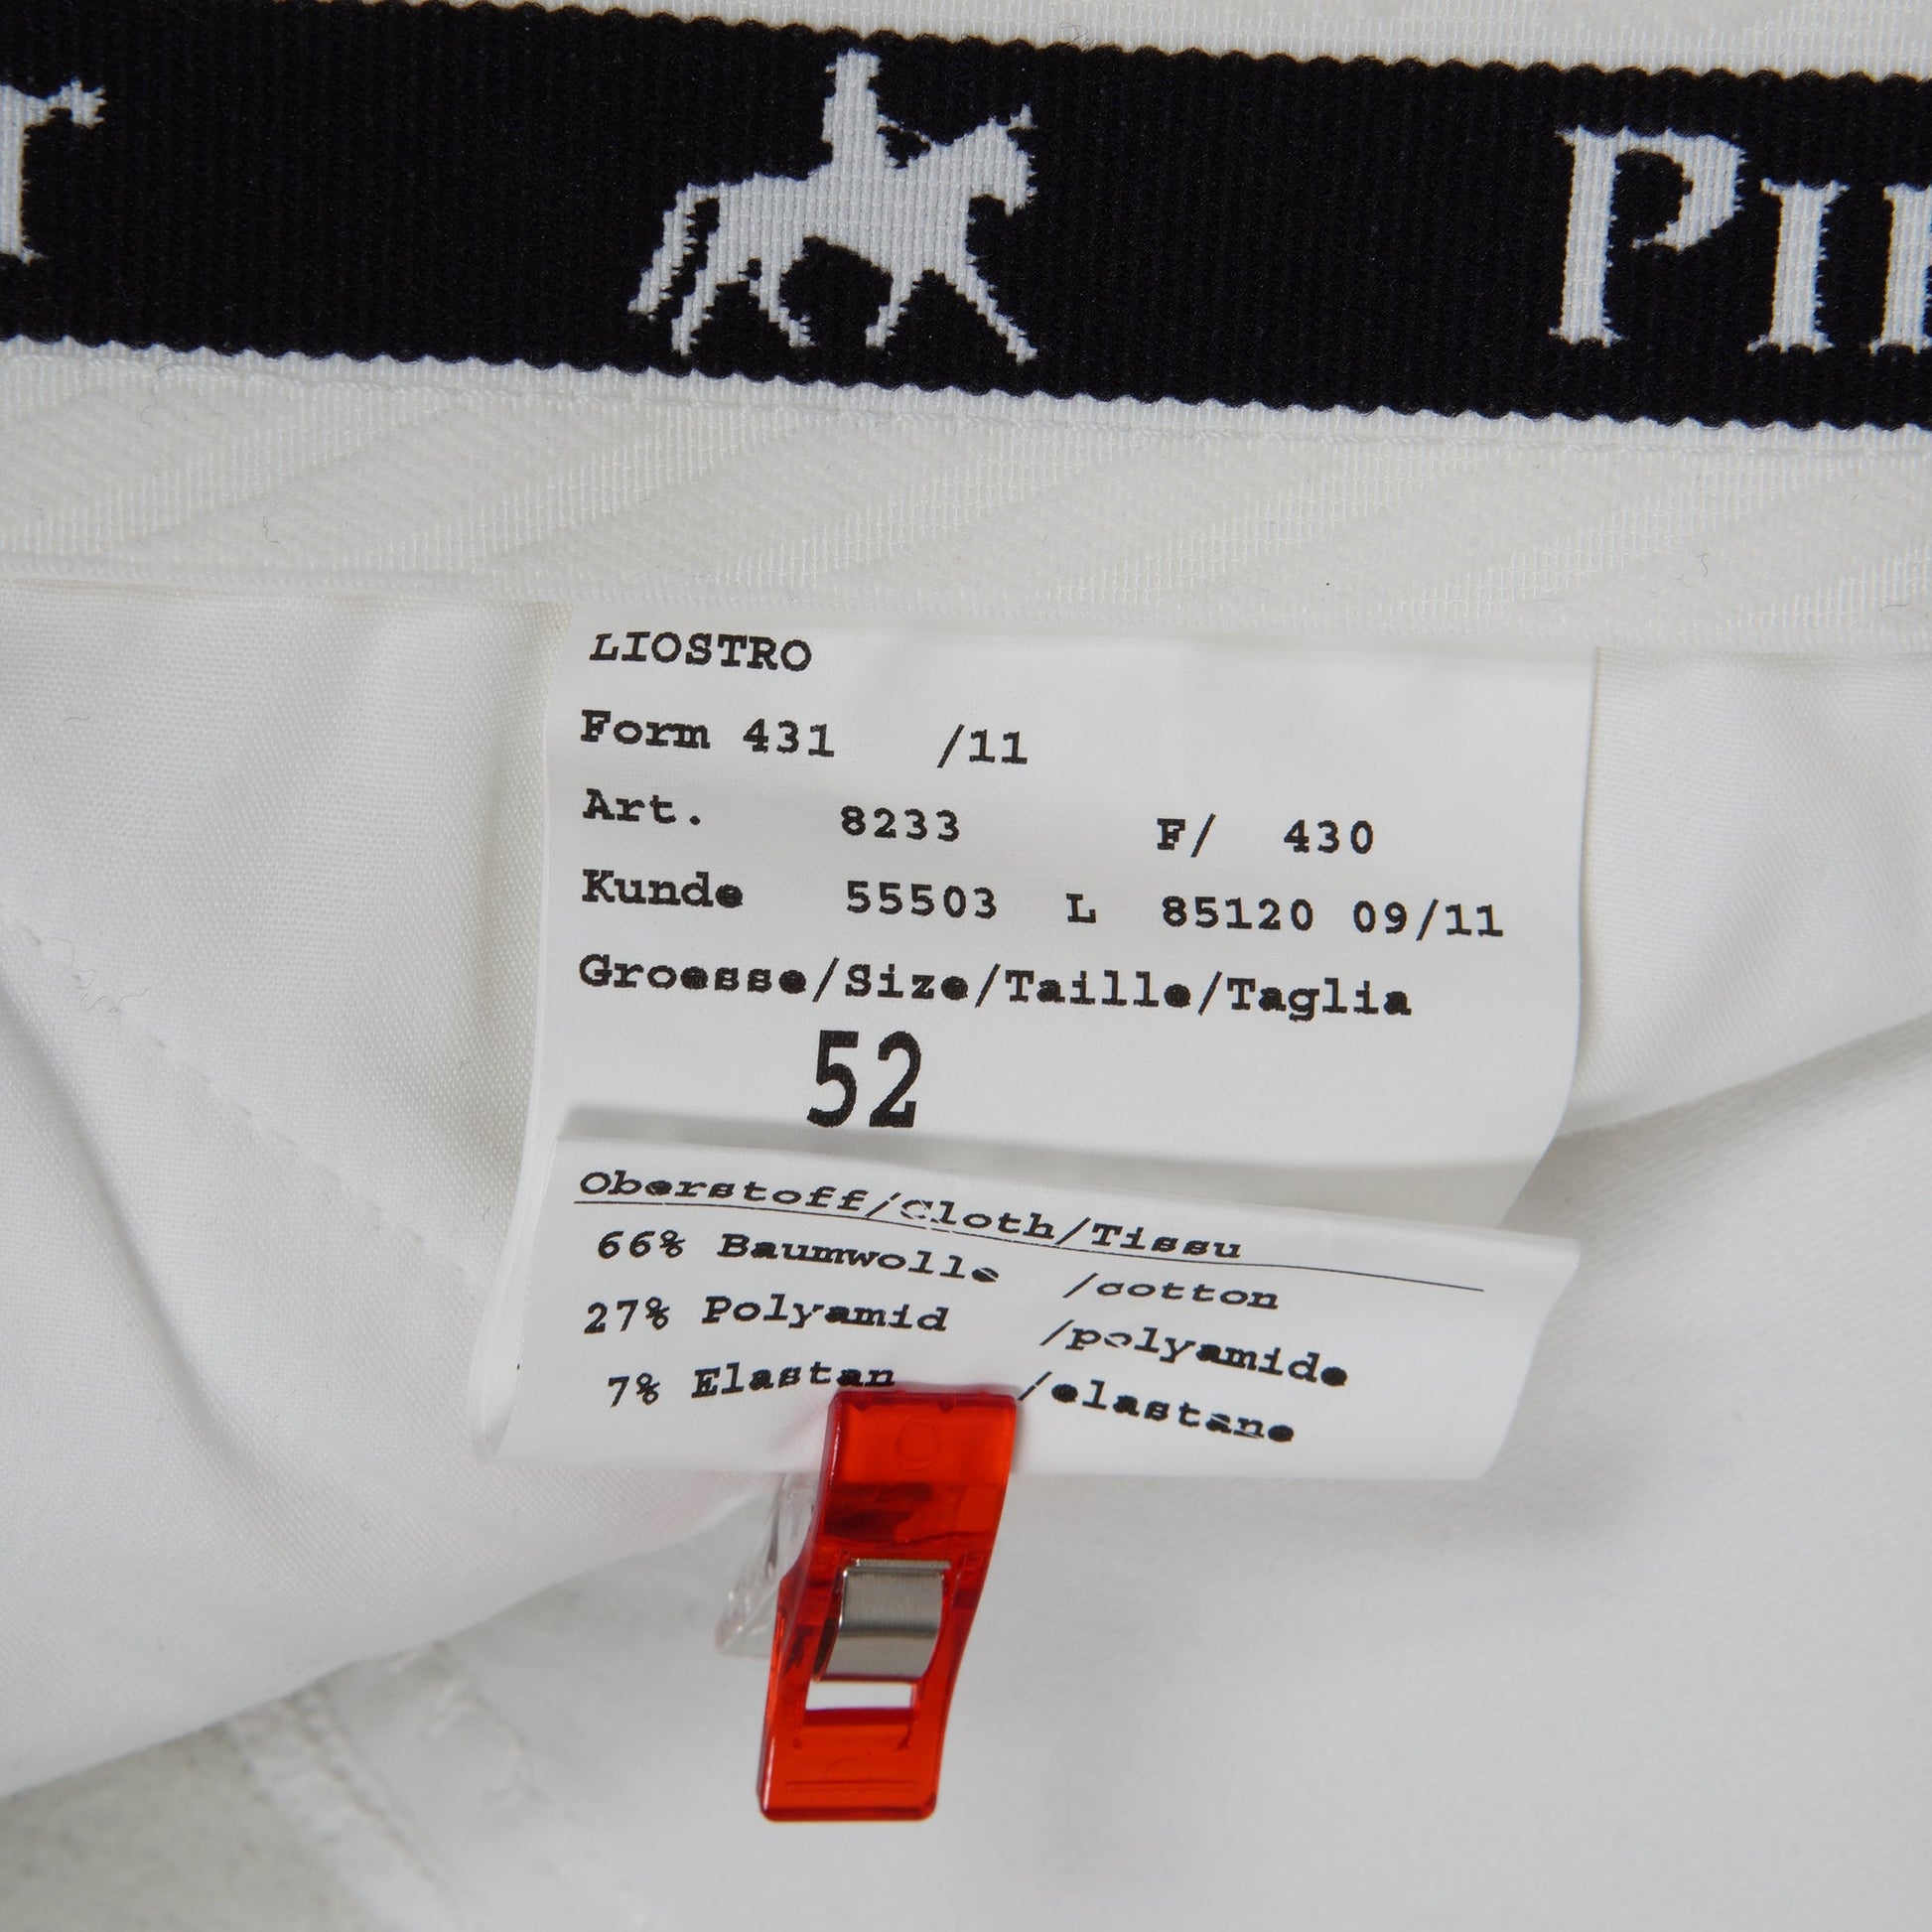 r Pi
LIOSTRO
Form 431 /11
Art. 8233 F/ 430
Kunde 55503 L 85120 09/11
Groesse/Size/Taille/Taglia
52
Oberstoff/Cloth/Tissu
66% Baumwolle /cotton
27% Polyamid /polyamide
7% Elastan /elastane